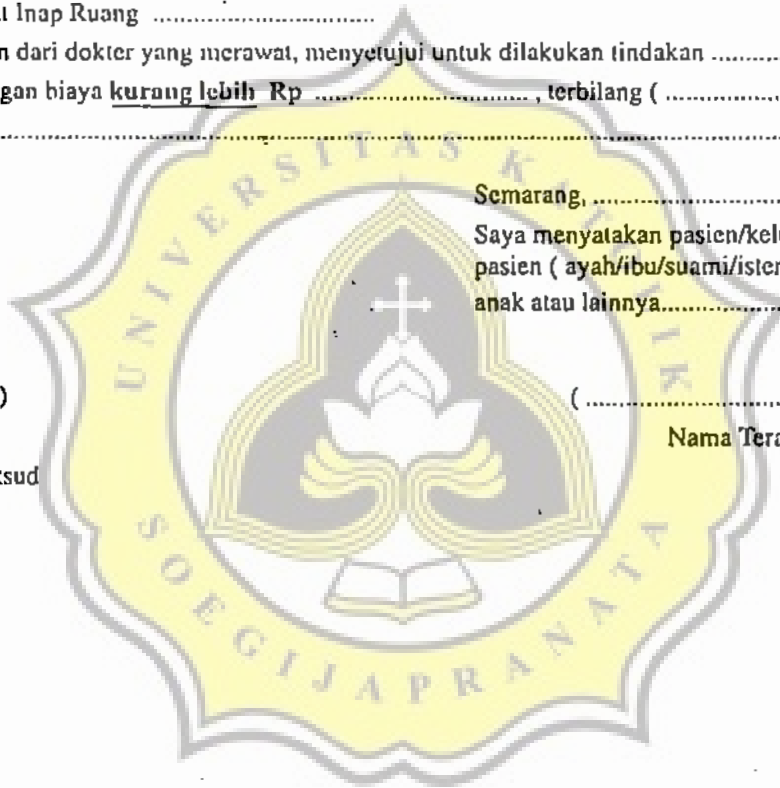 Inap Ruang ........................................
dari dokter yang merawat, menyetujui untuk dilakukan tindakan ............
gan biaya kurang lebih Rp ........................................ , terbilang ( ....................
................................................................................
Semarang, ........................................
Saya menyatakan pasien/kel
pasien ( ayah/ibu/suami/ister
anak atau lainnya........................
) ( ........................................
Nama Tera
sud
UNIVERSITAS KATOLIK
SOEGIJAPRANATA